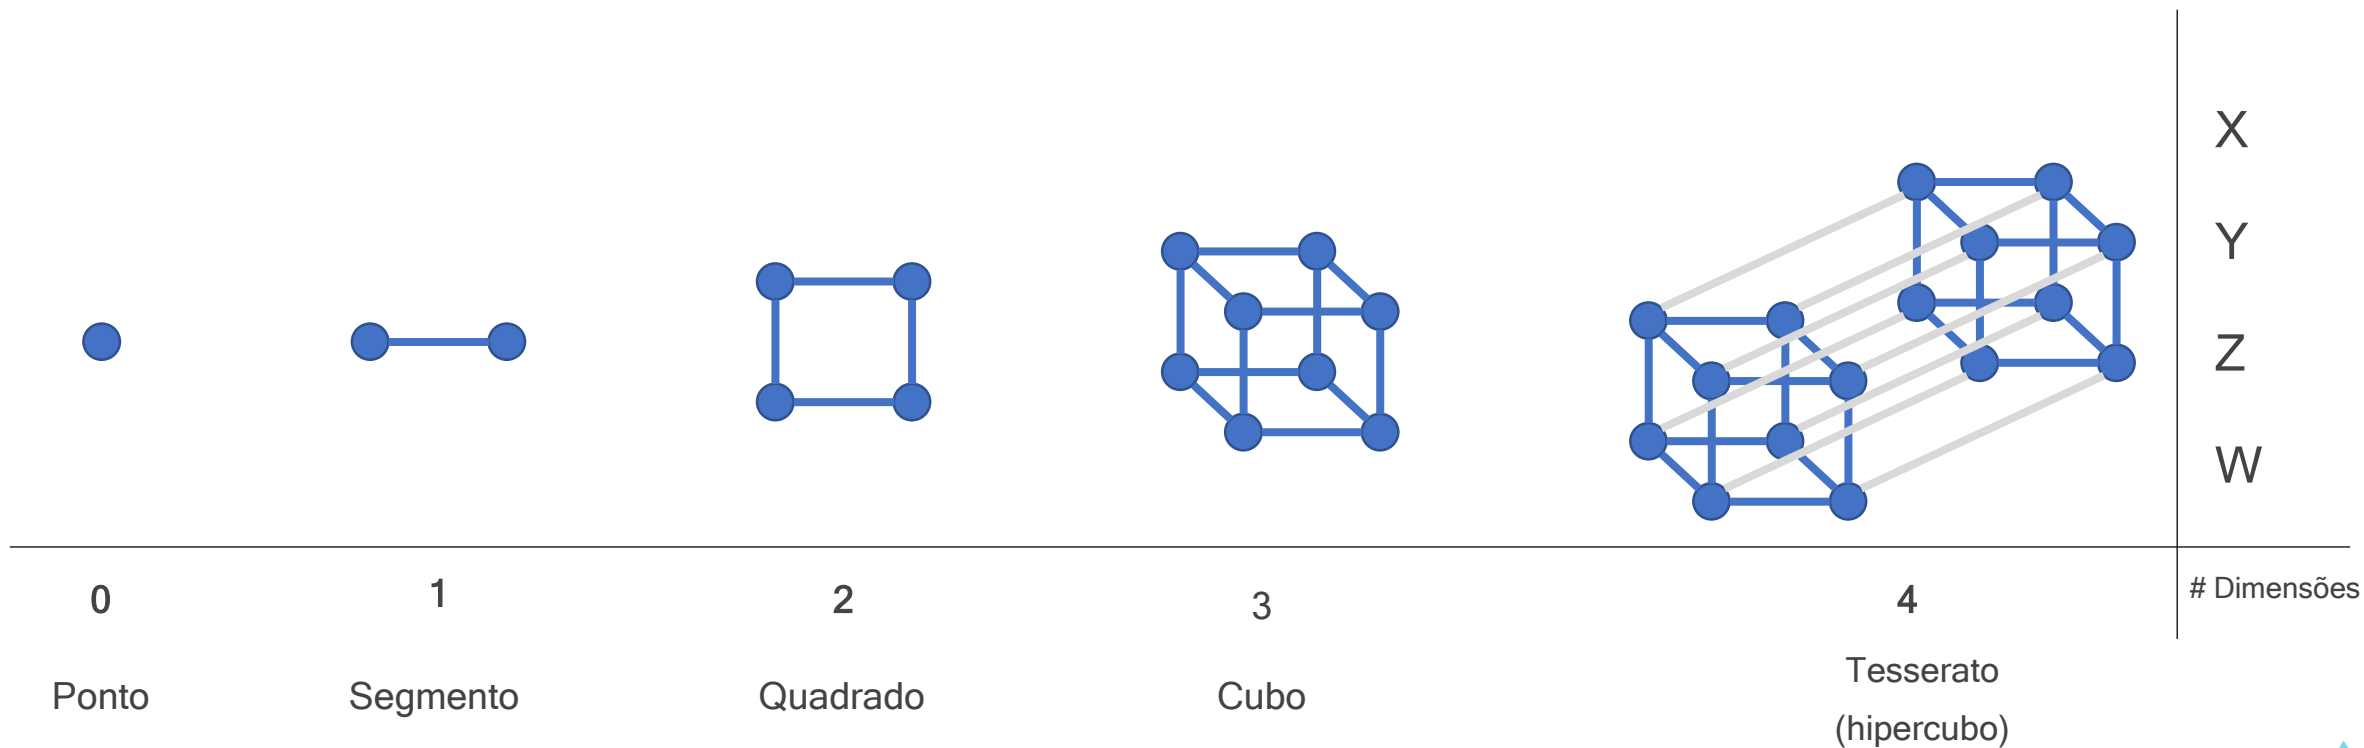 X
Y
Z
W
0 1 2 3 4 # Dimensões
Ponto Segmento Quadrado Cubo Tesserato
(hipercubo)